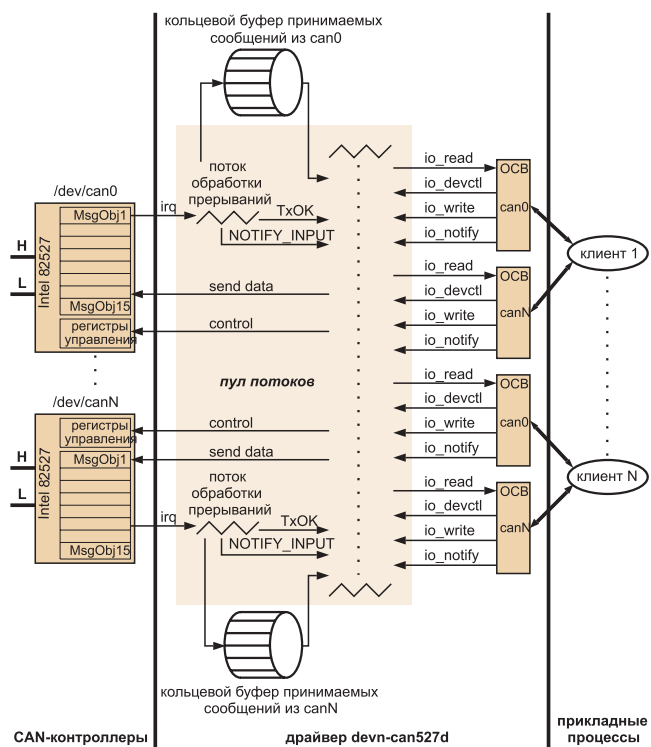 кольцевой буфер принимаемых
сообщений из can0
/dev/can0
Intel 82527
H
L
MsgObj1
MsgObj15
регистры
управления
irq
поток
обработки
прерываний
TxOK
NOTIFY_INPUT
send data
control
io_read
io_devctl
io_write
io_notify
OCB
can0
io_read
io_devctl
io_write
io_notify
OCB
canN
клиент 1
пул потоков
/dev/canN
Intel 82527
H
L
регистры
управления
MsgObj1
MsgObj15
control
send data
irq
поток
обработки
прерываний
TxOK
NOTIFY_INPUT
io_read
io_devctl
io_write
io_notify
OCB
can0
io_read
io_devctl
io_write
io_notify
OCB
canN
клиент N
кольцевой буфер принимаемых
сообщений из canN
CAN-контроллеры
драйвер devn-can527d
прикладные
процессы